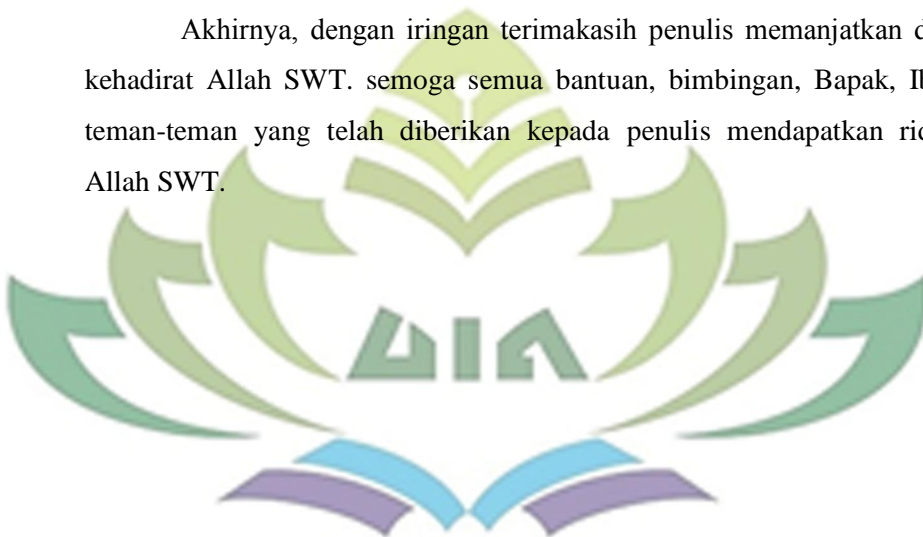 Akhirnya, dengan iringan terimakasih penulis memanjatkan
kehadirat Allah SWT. semoga semua bantuan, bimbingan, Bapak,
teman-teman yang telah diberikan kepada penulis mendapatkan
Allah SWT.
UIN